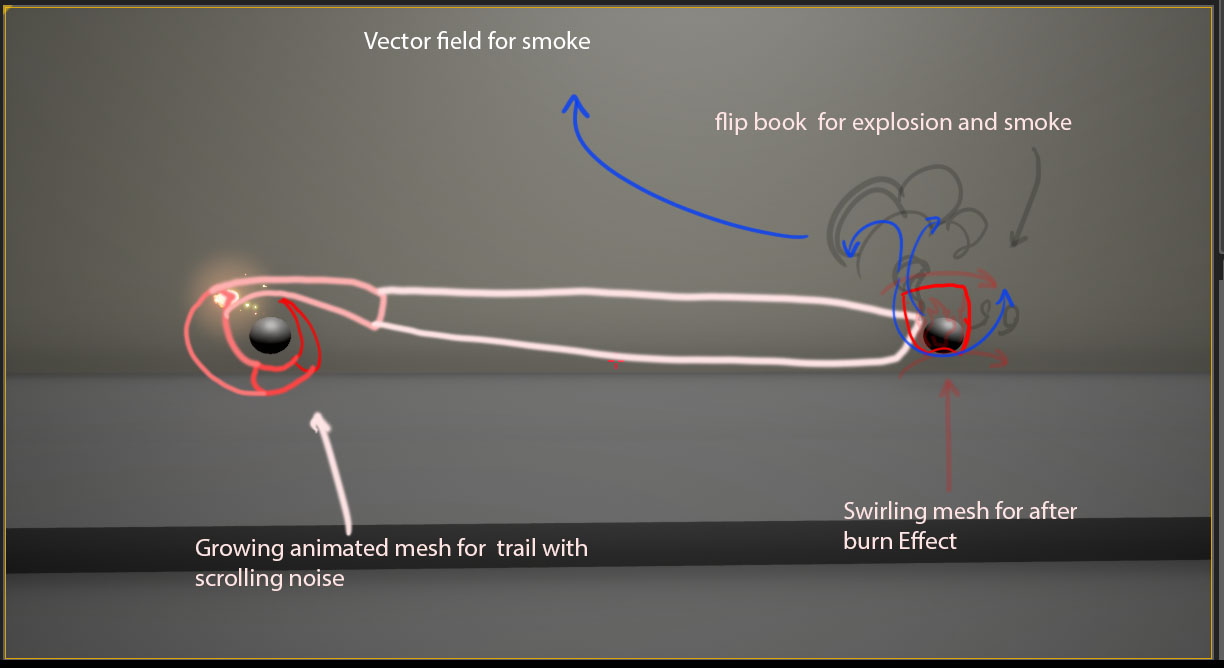 Vector field for smoke
flip book  for explosion and smoke
Swirling mesh for after
burn Effect
Growing animated mesh for  trail with
scrolling noise